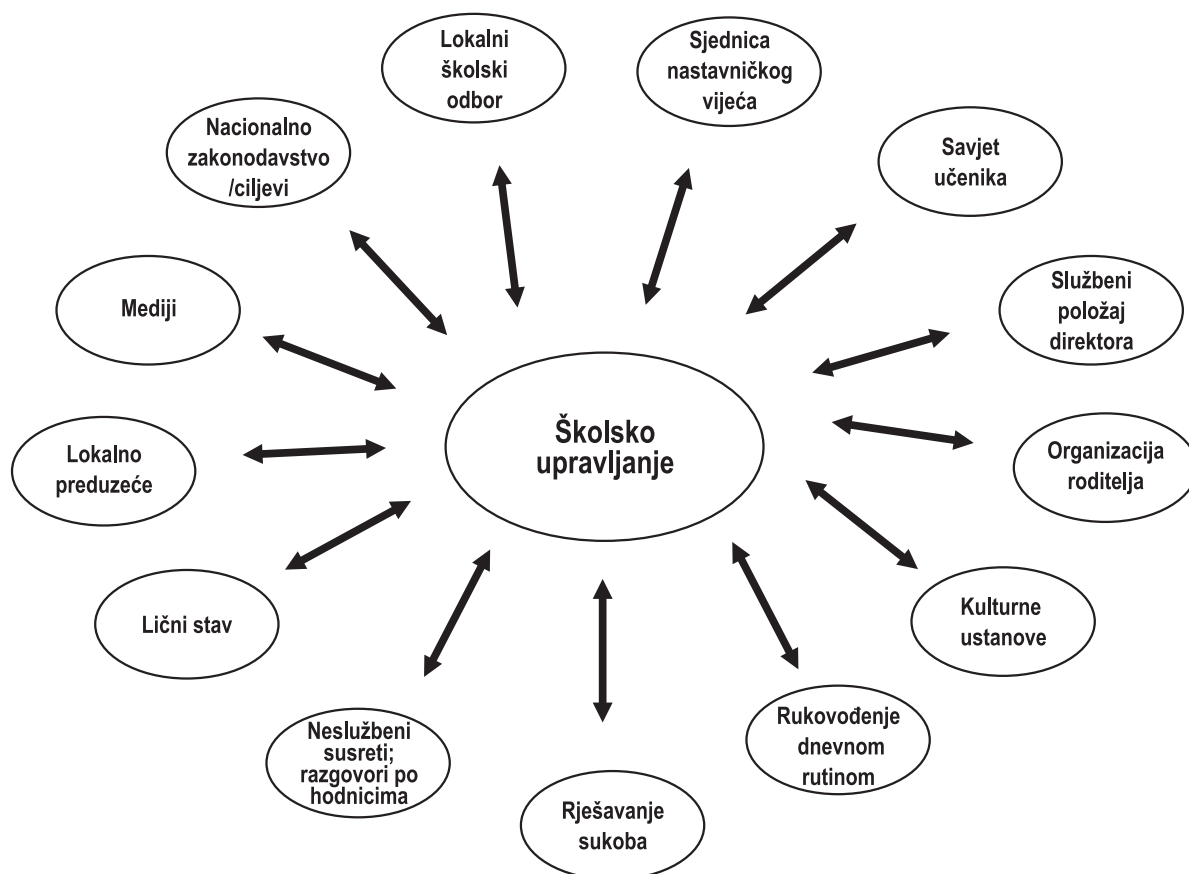 Lokalni
školski
odbor
Sjednica
nastavničkog
vijeća
Nacionalno
zakonodavstvo
/ciljevi
Savjet
učenika
Mediji
Službeni
položaj
direktora
Školsko
upravljanje
Lokalno
preduzeće
Organizacija
roditelja
Lični stav
Kulturne
ustanove
Neslužbeni
susreti;
razgovori po
hodnicima
Rukovođenje
dnevnom
rutinom
Rješavanje
sukoba